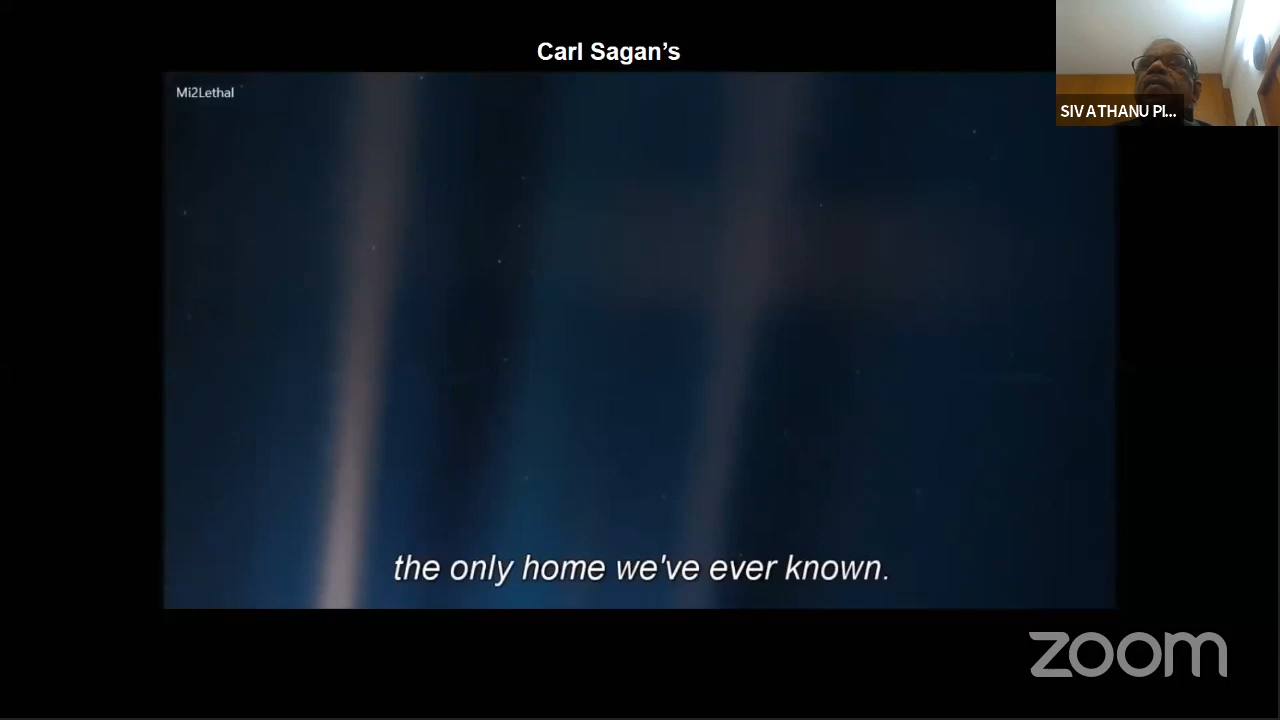 Carl Sagan's
Mi2Lethal
SIVATHANU PI...
the only home we've ever known.
zoom